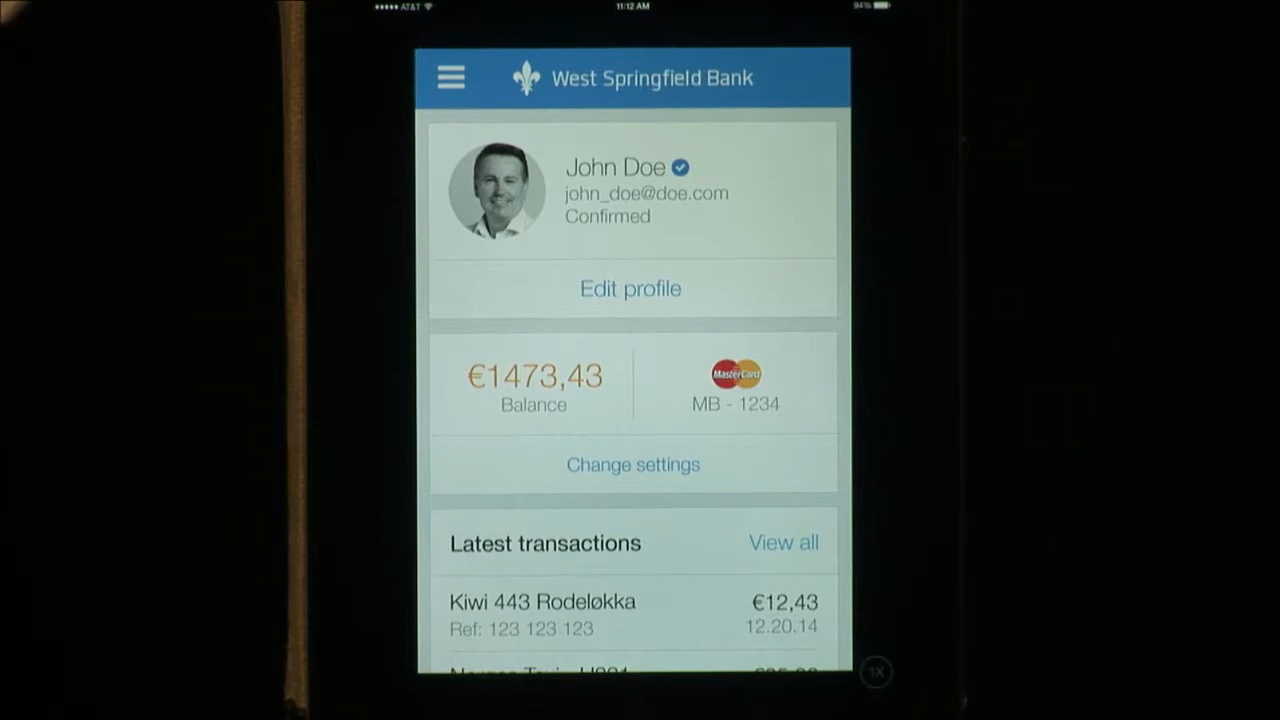 AT&T 11:12 AM 94%
West Springfield Bank
John Doe
john_doe@doe.com
Confirmed
Edit profile
€1473,43
Balance
MasterCard
MB - 1234
Change settings
Latest transactions View all
Kiwi 443 Rodeløkka €12,43
Ref: 123 123 123 12.20.14
1X